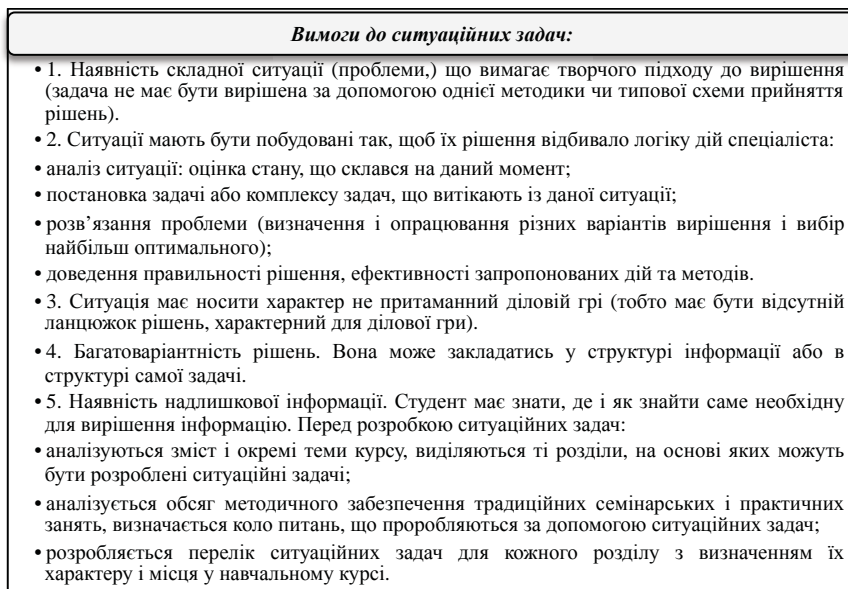 Вимоги до ситуаційних задач:
• 1. Наявність складної ситуації (проблеми,) що вимагає творчого підходу до вирішення
(задача не має бути вирішена за допомогою однієї методики чи типової схеми прийняття
рішень).
• 2. Ситуації мають бути побудовані так, щоб їх рішення відбивало логіку дій спеціаліста:
• аналіз ситуації: оцінка стану, що склався на даний момент;
• постановка задачі або комплексу задач, що витікають із даної ситуації;
• розв’язання проблеми (визначення і опрацювання різних варіантів вирішення і вибір
найбільш оптимального);
• доведення правильності рішення, ефективності запропонованих дій та методів.
• 3. Ситуація має носити характер не притаманний діловій грі (тобто має бути відсутній
ланцюжок рішень, характерний для ділової гри).
• 4. Багатоваріантність рішень. Вона може закладатись у структурі інформації або в
структурі самої задачі.
• 5. Наявність надлишкової інформації. Студент має знати, де і як знайти саме необхідну
для вирішення інформацію. Перед розробкою ситуаційних задач:
• аналізуються зміст і окремі теми курсу, виділяються ті розділи, на основі яких можуть
бути розроблені ситуаційні задачі;
• аналізується обсяг методичного забезпечення традиційних семінарських і практичних
занять, визначається коло питань, що проробляються за допомогою ситуаційних задач;
• розробляється перелік ситуаційних задач для кожного розділу з визначенням їх
характеру і місця у навчальному курсі.